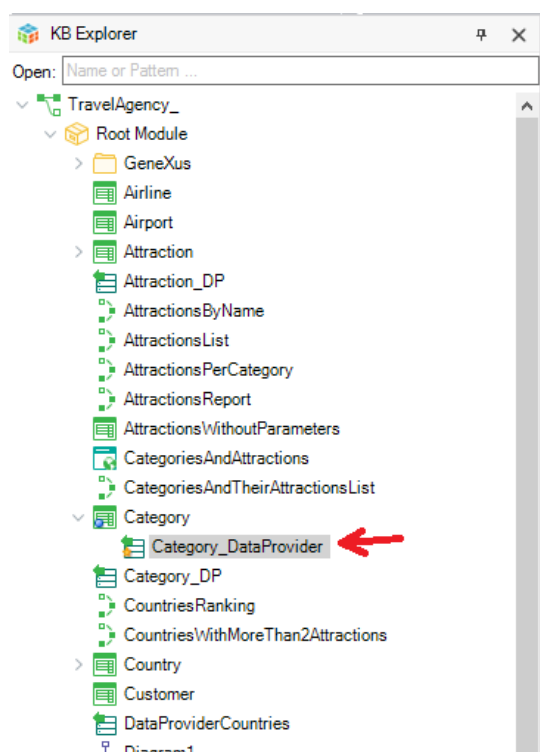 KB Explorer
Open: Name or Pattern ...
TravelAgency_
Root Module
GeneXus
Airline
Airport
Attraction
Attraction_DP
AttractionsByName
AttractionsList
AttractionsPerCategory
AttractionsReport
AttractionsWithoutParameters
CategoriesAndAttractions
CategoriesAndTheirAttractionsList
Category
Category_DataProvider
Category_DP
CountriesRanking
CountriesWithMoreThan2Attractions
Country
Customer
DataProviderCountries
Diagram1